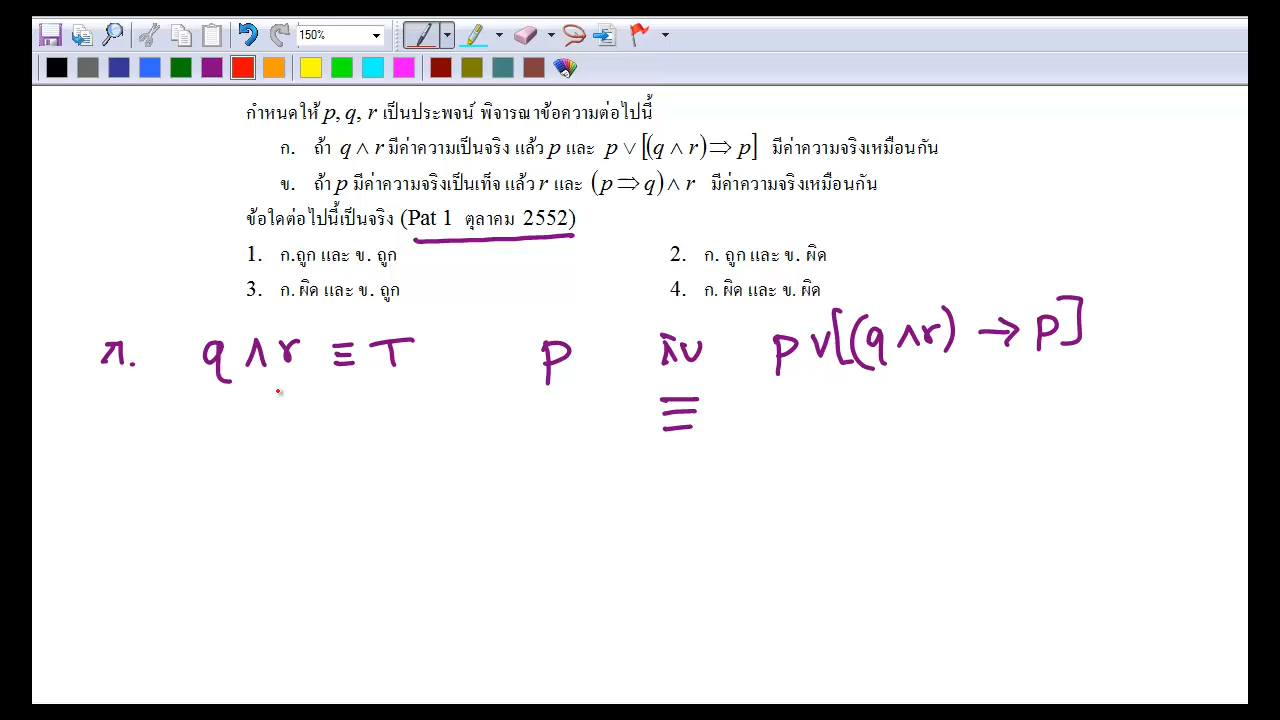 150%
กำหนดให้ p, q, r เป็นประพจน์ พิจารณาข้อความต่อไปนี้
ก. ถ้า q ∧ r มีค่าความเป็นจริง แล้ว p และ p ∨ [(q ∧ r) ⇒ p] มีค่าความจริงเหมือนกัน
ข. ถ้า p มีค่าความจริงเป็นเท็จ แล้ว r และ (p ⇒ q) ∧ r มีค่าความจริงเหมือนกัน
ข้อใดต่อไปนี้เป็นจริง (Pat 1 ตุลาคม 2552)
1. ก.ถูก และ ข. ถูก 2. ก. ถูก และ ข. ผิด
3. ก. ผิด และ ข. ถูก 4. ก. ผิด และ ข. ผิด
ก. q ∧ r ≡ T p กับ p ∨ [(q ∧ r) → p]
≡